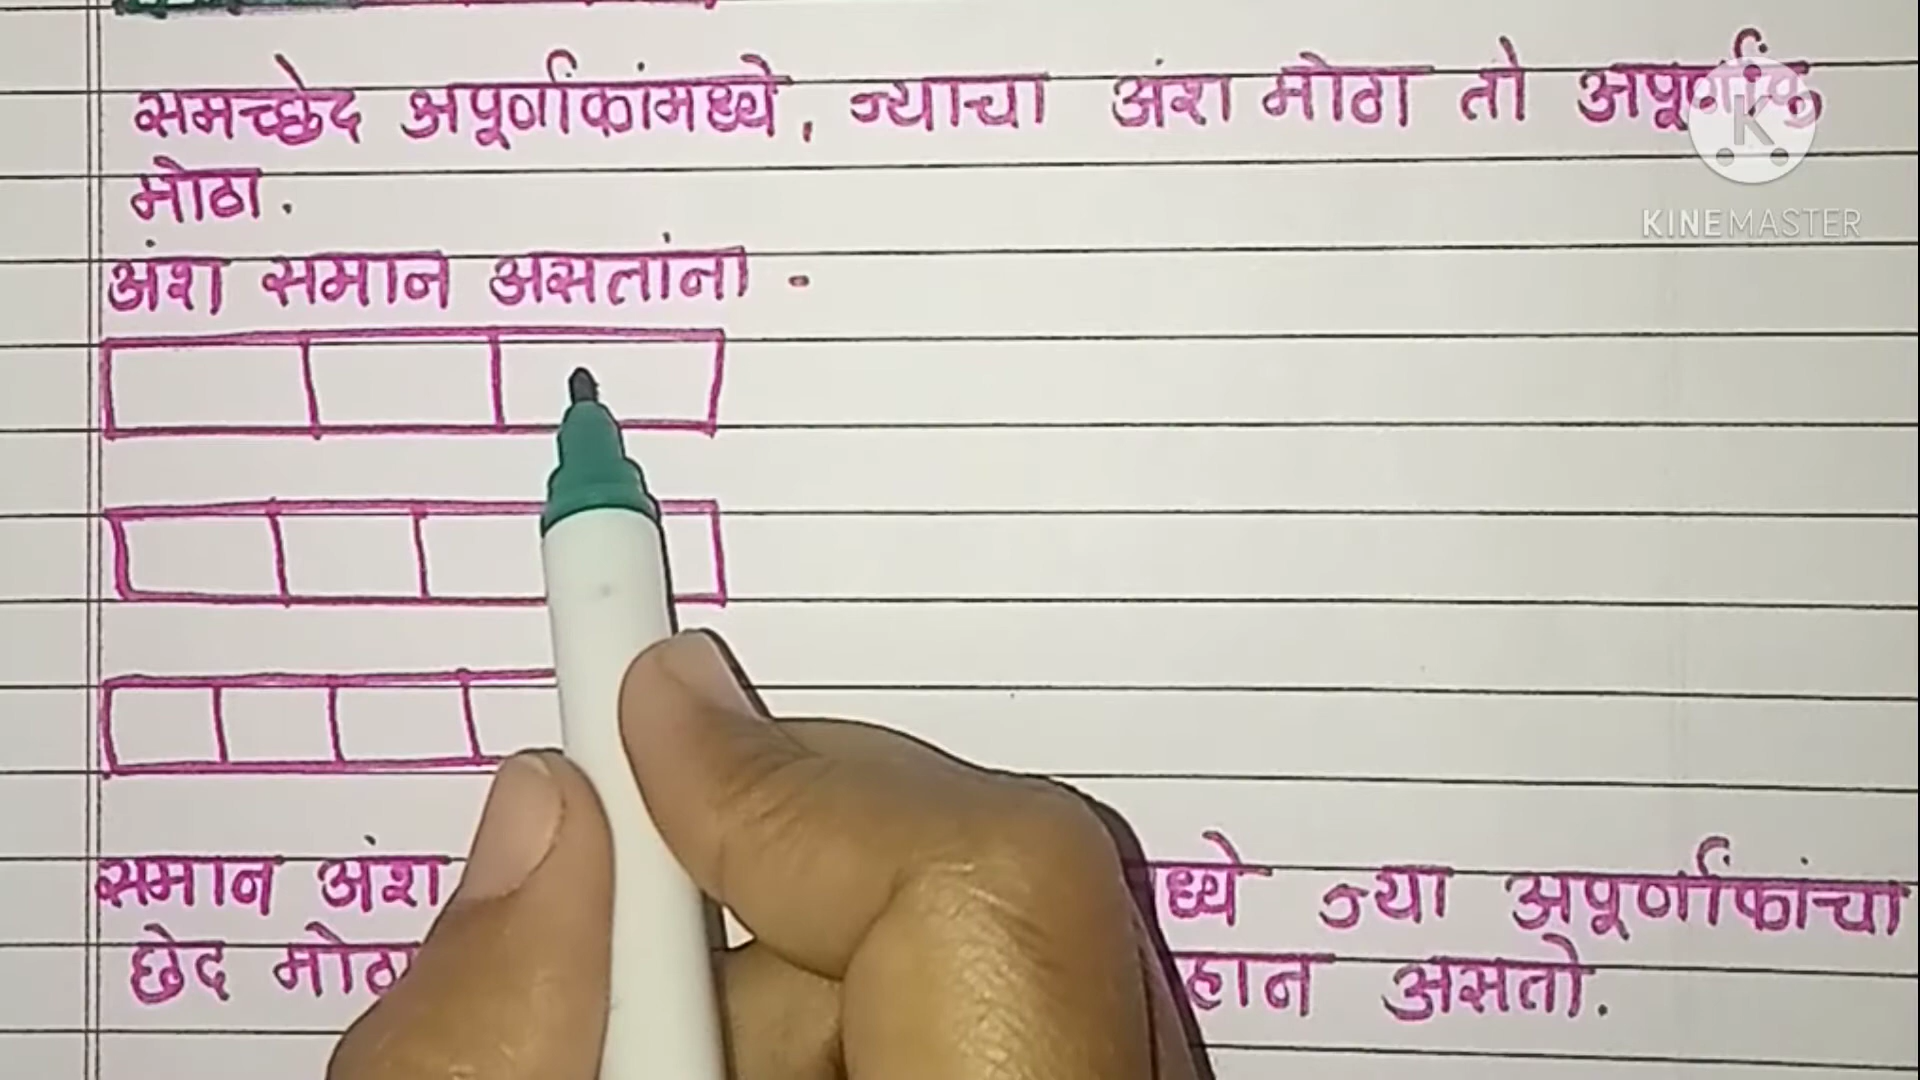 समच्छेद अपूर्णांकांमध्ये, ज्याचा अंश मोठा तो अपूर्णांक
मोठा.
अंश समान असतांना -
KINEMASTER
समान अंश ज्या अपूर्णांकांचा
छेद मोठा असतो.